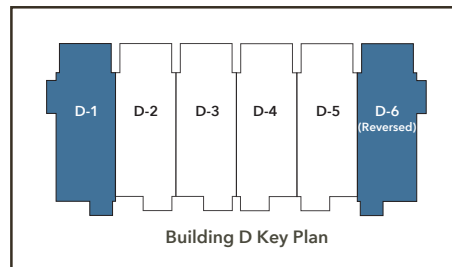 D-1
D-2
D-3
D-4
D-5
D-6
(Reversed)
Building D Key Plan